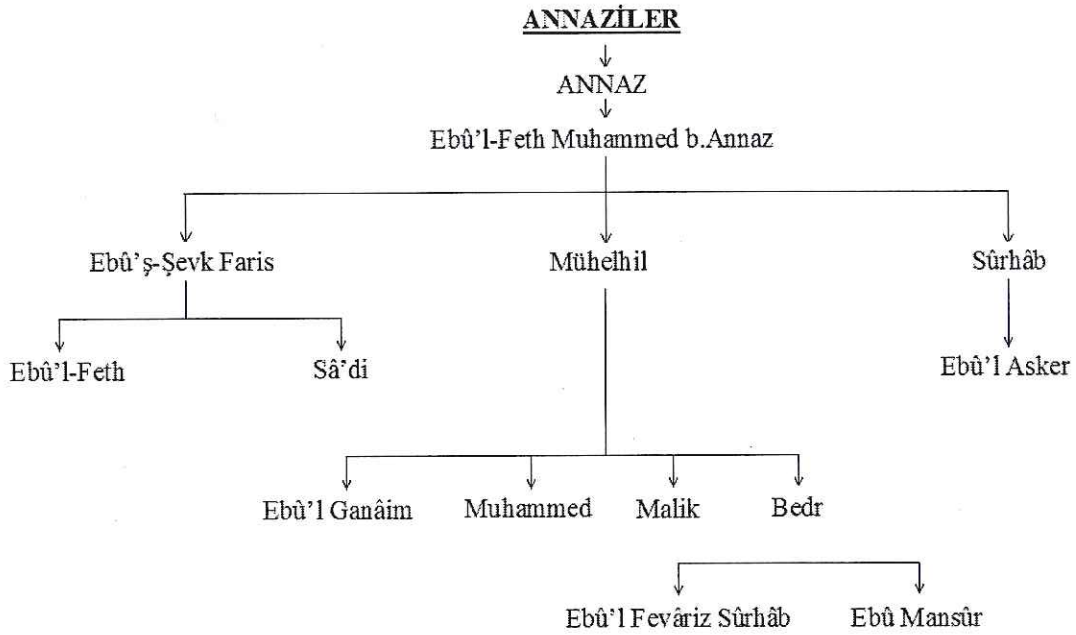 ANNAZİLER
ANNAZ
Ebû'l-Feth Muhammed b.Annaz
Ebû'ş-Şevk Faris Mühelhil Sûrhâb
Ebû'l-Feth Sâ'di Ebû'l Asker
Ebû'l Ganâim Muhammed Malik Bedr
Ebû'l Fevâriz Sûrhâb Ebû Mansûr